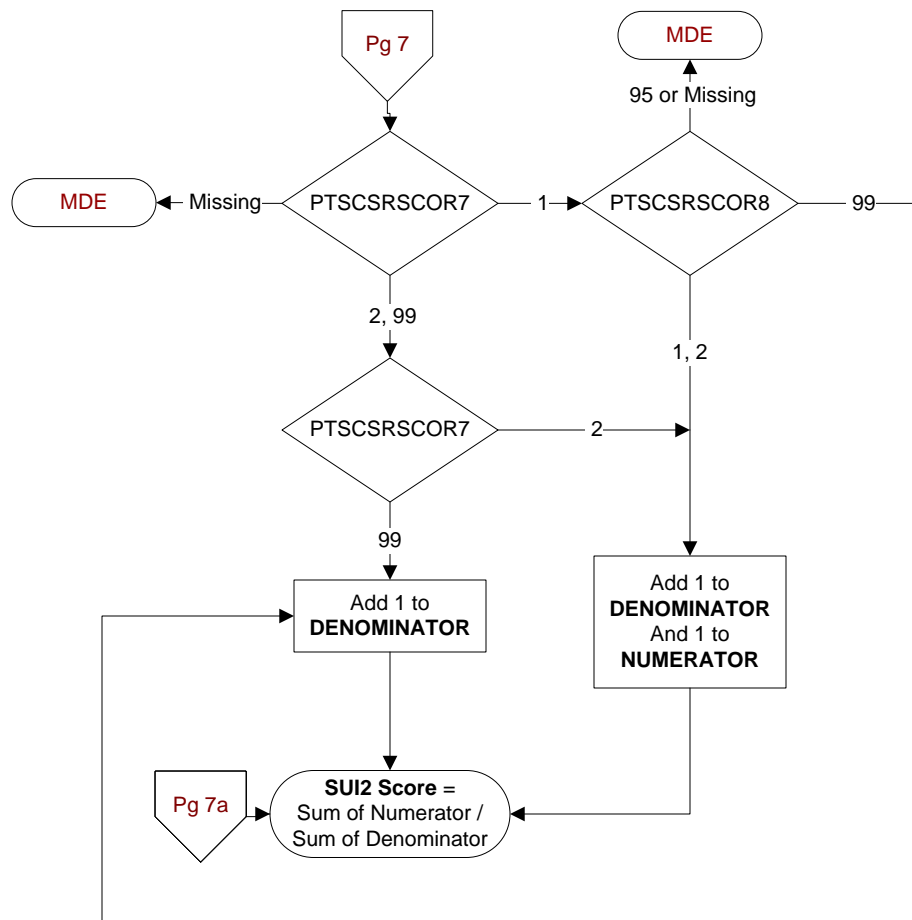 Pg 7
MDE
95 or Missing
MDE
Missing
PTSCSRSCOR7
1
PTSCSRSCOR8
99
2, 99
1, 2
PTSCSRSCOR7
2
99
Add 1 to
DENOMINATOR
Add 1 to
DENOMINATOR
And 1 to
NUMERATOR
Pg 7a
SUI2 Score =
Sum of Numerator /
Sum of Denominator